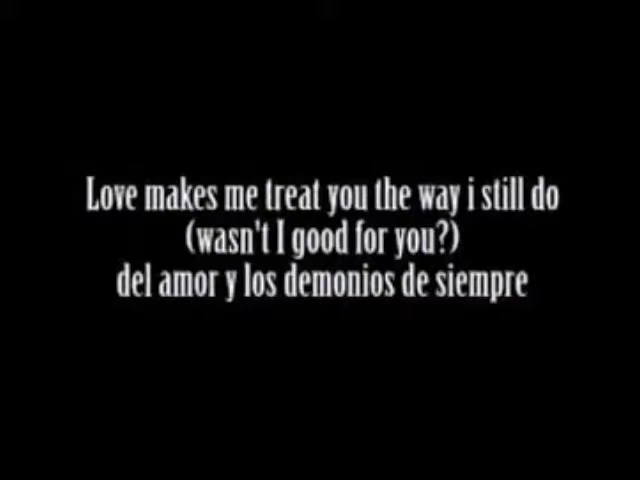 Love makes me treat you the way i still do
(wasn't I good for you?)
del amor y los demonios de siempre